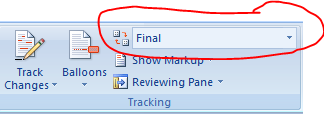 Final
Track Changes
Balloons
Show Markup
Reviewing Pane
Tracking